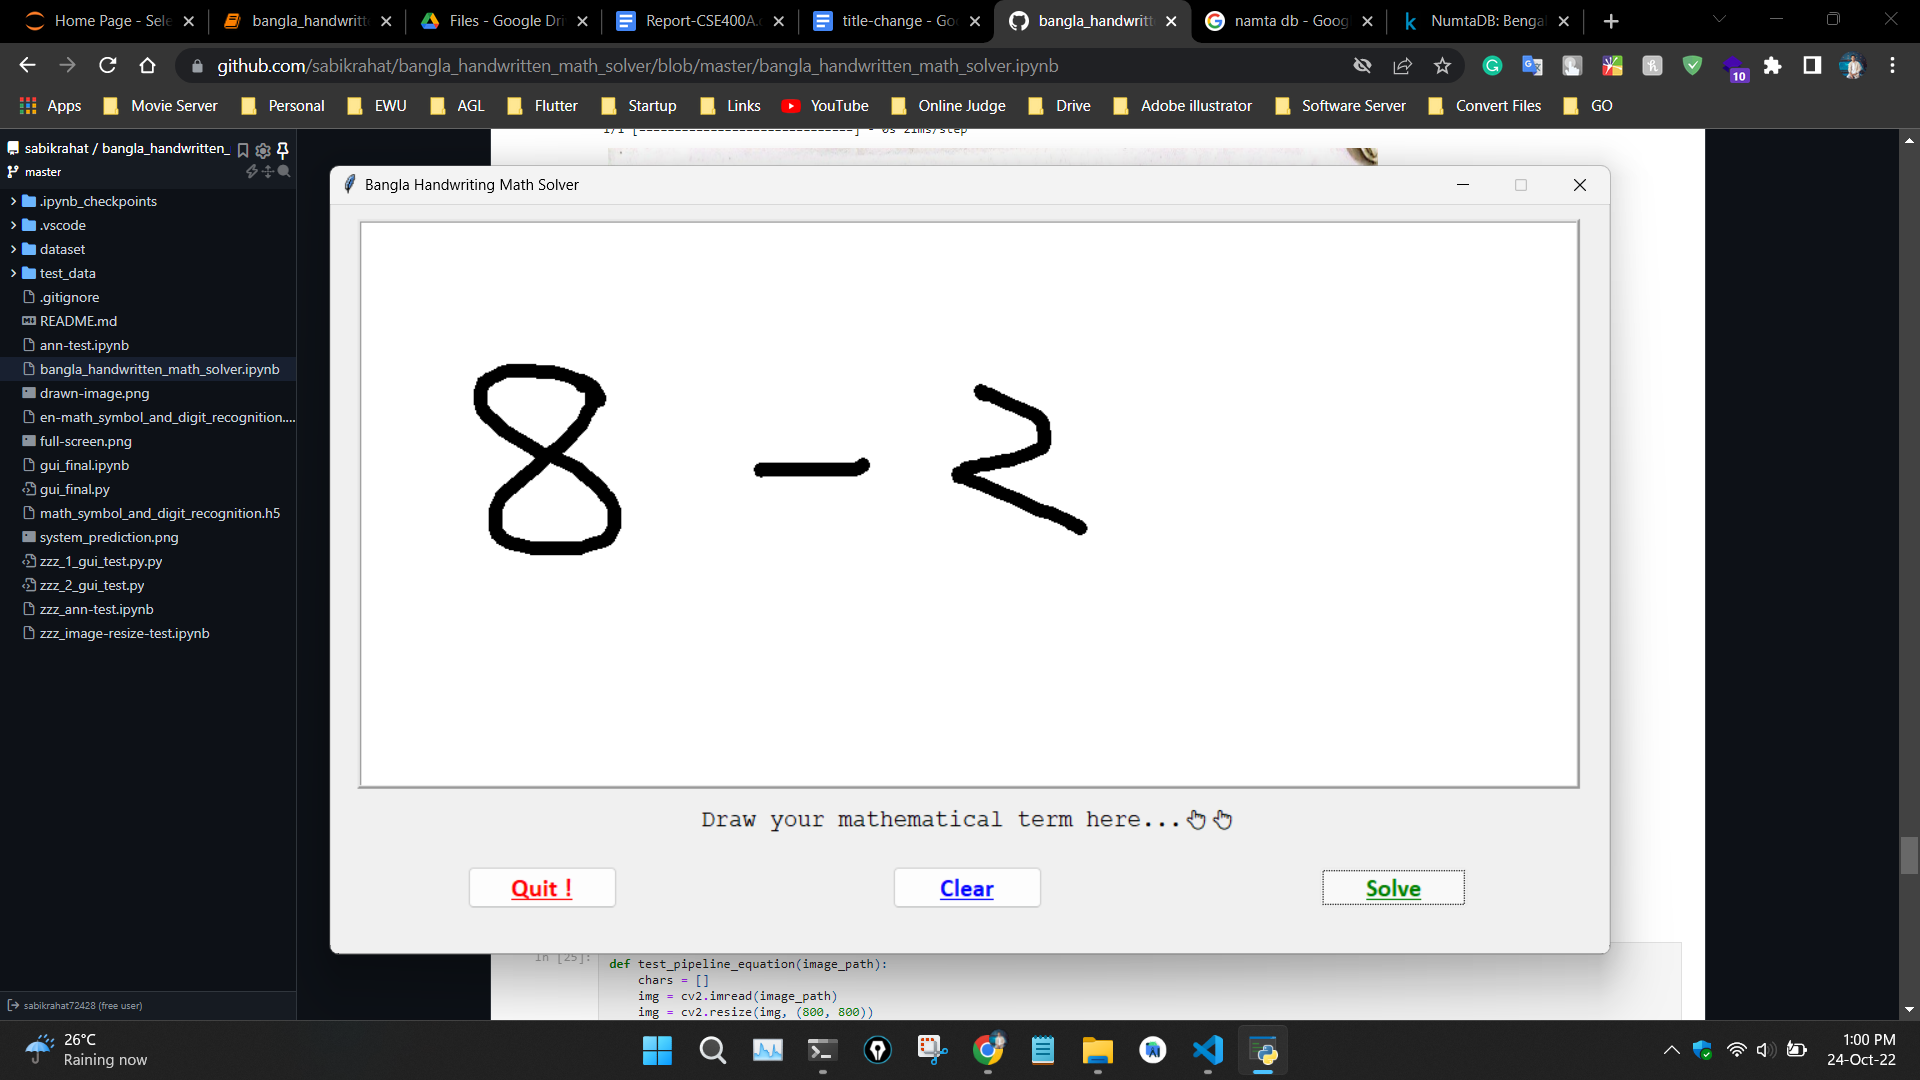 Home Page - Sele
bangla_handwritt
Files - Google Dri
Report-CSE400A.
title-change - Go
bangla_handwritt
namta db - Goog
NumtaDB: Benga
github.com/sabikrahat/bangla_handwritten_math_solver/blob/master/bangla_handwritten_math_solver.ipynb
10
Apps Movie Server Personal EWU AGL Flutter Startup Links YouTube Online Judge Drive Adobe illustrator Software Server Convert Files GO
sabikrahat / bangla_handwritten_
master
.ipynb_checkpoints
.vscode
dataset
test_data
.gitignore
README.md
ann-test.ipynb
bangla_handwritten_math_solver.ipynb
drawn-image.png
en-math_symbol_and_digit_recognition....
full-screen.png
gui_final.ipynb
gui_final.py
math_symbol_and_digit_recognition.h5
system_prediction.png
zzz_1_gui_test.py.py
zzz_2_gui_test.py
zzz_ann-test.ipynb
zzz_image-resize-test.ipynb
sabikrahat72428 (free user)
1/1 [==============================] - 0s 21ms/step
Bangla Handwriting Math Solver
৪ - ২
Draw your mathematical term here...
Quit !
Clear
Solve
In [25]:
def test_pipeline_equation(image_path):
chars = []
img = cv2.imread(image_path)
img = cv2.resize(img, (800, 800))
26°C
Raining now
1:00 PM
24-Oct-22